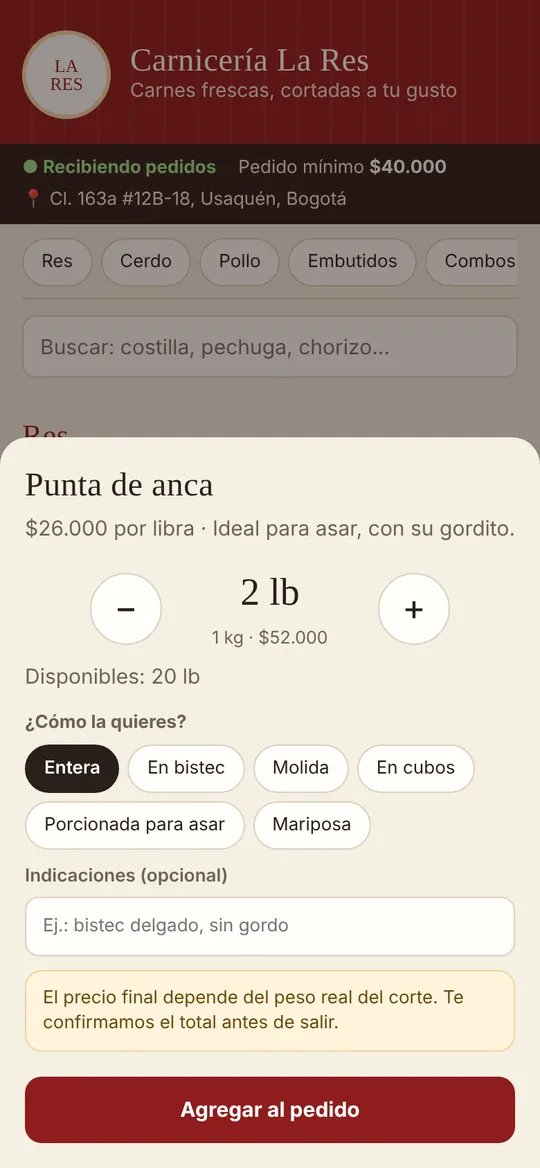 LA
RES
Carnicería La Res
Carnes frescas, cortadas a tu gusto
Recibiendo pedidos Pedido mínimo $40.000
Cl. 163a #12B-18, Usaquén, Bogotá
Res Cerdo Pollo Embutidos Combos
Buscar: costilla, pechuga, chorizo...
Res
Punta de anca
$26.000 por libra · Ideal para asar, con su gordito.
− 2 lb +
1 kg · $52.000
Disponibles: 20 lb
¿Cómo la quieres?
Entera En bistec Molida En cubos
Porcionada para asar Mariposa
Indicaciones (opcional)
Ej.: bistec delgado, sin gordo
El precio final depende del peso real del corte. Te
confirmamos el total antes de salir.
Agregar al pedido